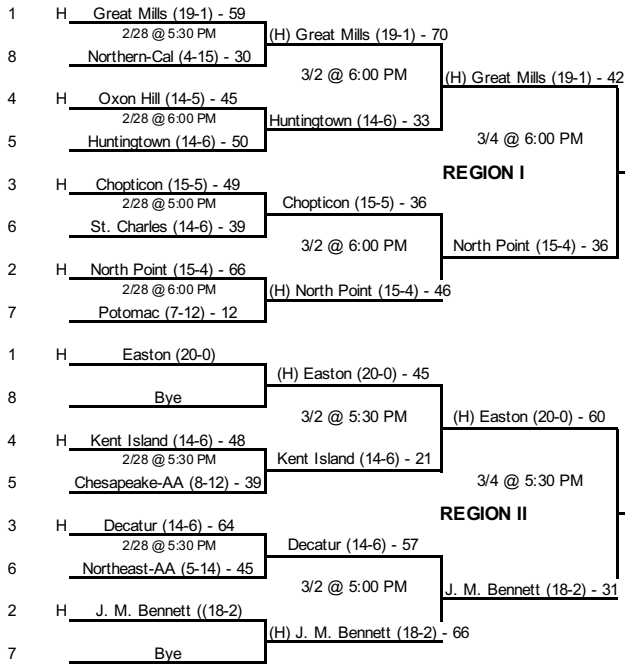 1 H Great Mills (19-1) - 59
2/28 @ 5:30 PM
(H) Great Mills (19-1) - 70
8 Northern-Cal (4-15) - 30
3/2 @ 6:00 PM
(H) Great Mills (19-1) - 42
4 H Oxon Hill (14-5) - 45
2/28 @ 6:00 PM
Huntingtown (14-6) - 33
5 Huntingtown (14-6) - 50
3/4 @ 6:00 PM
REGION I
3 H Chopticon (15-5) - 49
2/28 @ 5:00 PM
Chopticon (15-5) - 36
6 St. Charles (14-6) - 39
3/2 @ 6:00 PM
North Point (15-4) - 36
2 H North Point (15-4) - 66
2/28 @ 6:00 PM
(H) North Point (15-4) - 46
7 Potomac (7-12) - 12
1 H Easton (20-0)
(H) Easton (20-0) - 45
8 Bye
3/2 @ 5:30 PM
(H) Easton (20-0) - 60
4 H Kent Island (14-6) - 48
2/28 @ 5:30 PM
Kent Island (14-6) - 21
5 Chesapeake-AA (8-12) - 39
3/4 @ 5:30 PM
REGION II
3 H Decatur (14-6) - 64
2/28 @ 5:30 PM
Decatur (14-6) - 57
6 Northeast-AA (5-14) - 45
3/2 @ 5:00 PM
J. M. Bennett (18-2) - 31
2 H J. M. Bennett ((18-2)
(H) J. M. Bennett (18-2) - 66
7 Bye